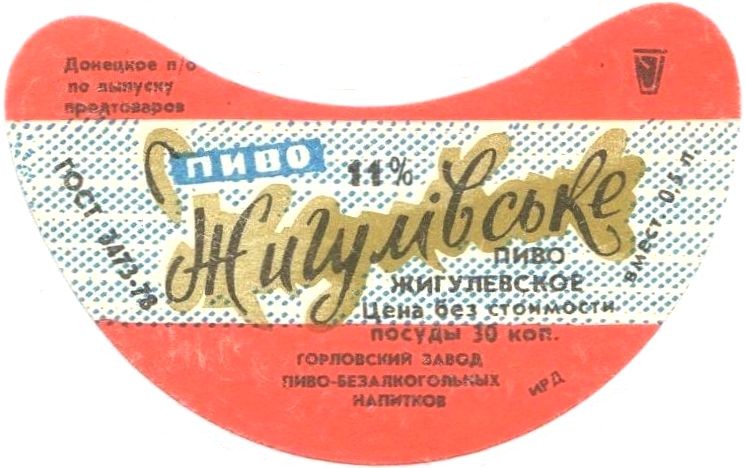 Донецкое п/о
по выпуску
предтоваров
ПИВО
11%
Жигулівське
ГОСТ 3473-78
Вмест. 0,5 л.
ПИВО
ЖИГУЛЕВСКОЕ
Цена без стоимости
посуды 30 коп.
ГОРЛОВСКИЙ ЗАВОД
ПИВО-БЕЗАЛКОГОЛЬНЫХ
НАПИТКОВ
ИРД